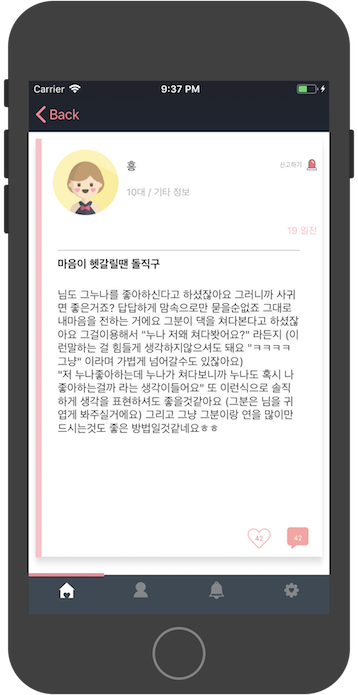 Carrier 9:37 PM
Back
흥
신고하기
10대 / 기타 정보
19 일전
마음이 헷갈릴땐 돌직구
님도 그누나를 좋아하신다고 하셨잖아요 그러니까 사귀
면 좋은거죠? 답답하게 맘속으로만 묻을순없죠 그대로
내마음을 전하는 거에요 그분이 댁을 쳐다본다고 하셨잖
아요 그걸이용해서 "누나 저왜 쳐다봣어요?" 라든지 (이
런말하는 걸 힘들게 생각하지않으셔도 돼요 "ㅋㅋㅋㅋ
그냥" 이라며 가볍게 넘어갈수도 있잖아요)
"저 누나좋아하는데 누나가 쳐다보니까 누나도 혹시 나
좋아하는걸까 라는 생각이들어요" 또 이런식으로 솔직
하게 생각을 표현하셔도 좋을것같아요 (그분은 님을 귀
엽게 봐주실거에요) 그리고 그냥 그분이랑 연을 많이만
드시는것도 좋은 방법일것같네요ㅎㅎ
42 42